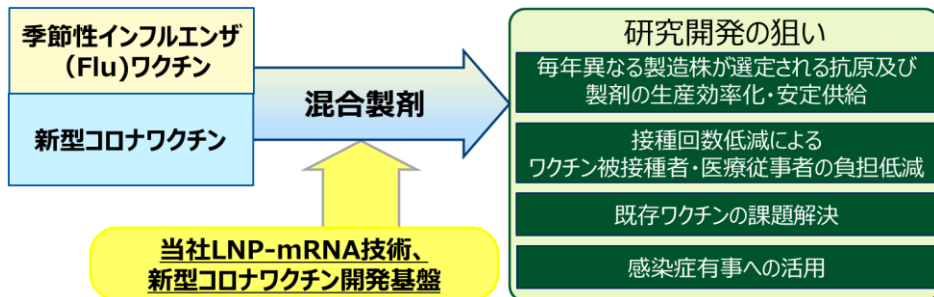 季節性インフルエンザ
(Flu)ワクチン
新型コロナワクチン
混合製剤
当社LNP-mRNA技術、
新型コロナワクチン開発基盤
研究開発の狙い
毎年異なる製造株が選定される抗原及び
製剤の生産効率化・安定供給
接種回数低減による
ワクチン被接種者・医療従事者の負担低減
既存ワクチンの課題解決
感染症有事への活用